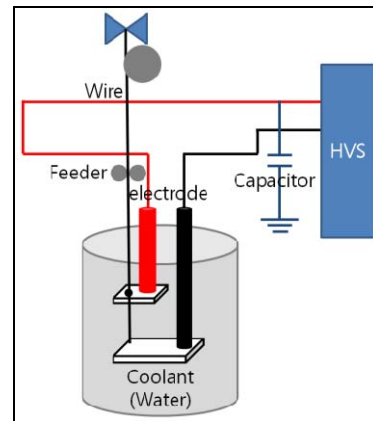 Wire
HVS
Feeder
electrode
Capacitor
Coolant
(Water)